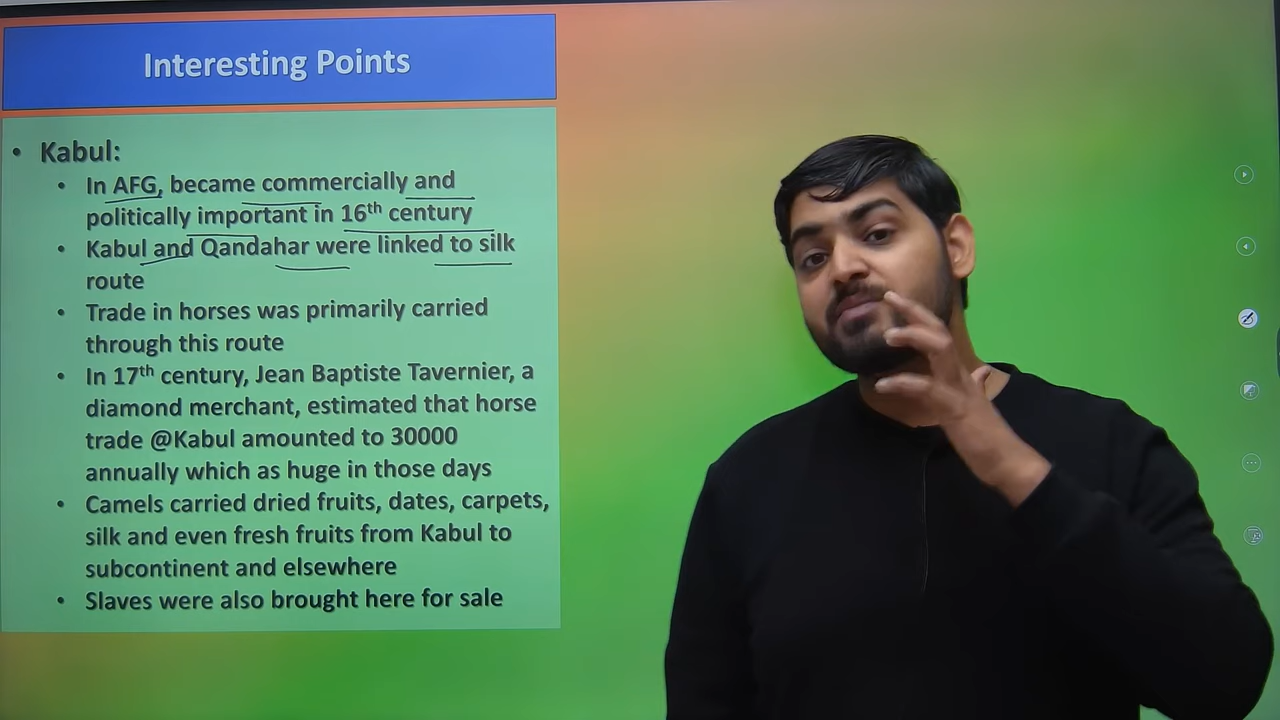 Interesting Points
• Kabul:
• In AFG, became commercially and
politically important in 16th century
• Kabul and Qandahar were linked to silk
route
• Trade in horses was primarily carried
through this route
• In 17th century, Jean Baptiste Tavernier, a
diamond merchant, estimated that horse
trade @Kabul amounted to 30000
annually which as huge in those days
• Camels carried dried fruits, dates, carpets,
silk and even fresh fruits from Kabul to
subcontinent and elsewhere
• Slaves were also brought here for sale